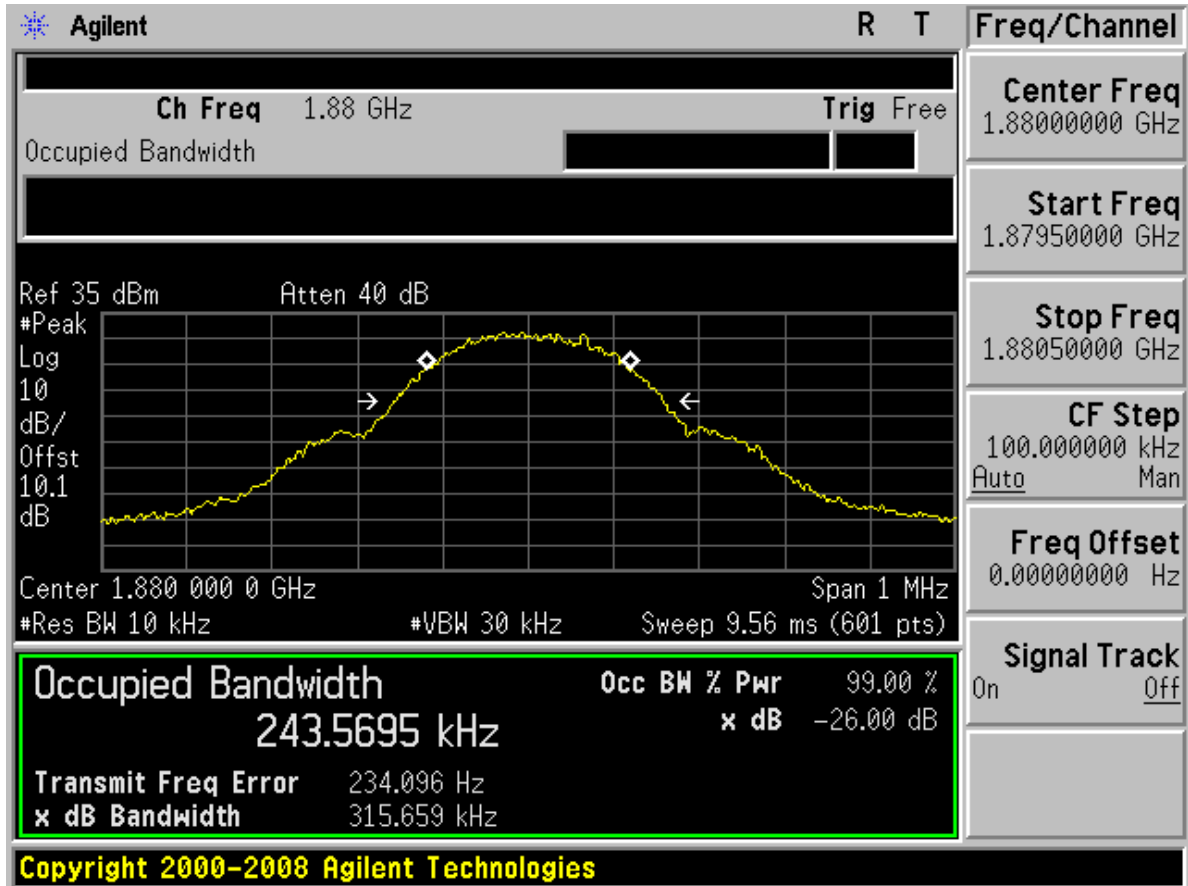 Agilent R T
Ch Freq 1.88 GHz Trig Free
Occupied Bandwidth
Ref 35 dBm Atten 40 dB
#Peak
Log
10
dB/
Offst
10.1
dB
Center 1.880 000 0 GHz Span 1 MHz
#Res BW 10 kHz #VBW 30 kHz Sweep 9.56 ms (601 pts)
Occupied Bandwidth
243.5695 kHz
Occ BW % Pwr 99.00 %
x dB -26.00 dB
Transmit Freq Error 234.096 Hz
x dB Bandwidth 315.659 kHz
Copyright 2000-2008 Agilent Technologies
Freq/Channel
Center Freq
1.88000000 GHz
Start Freq
1.87950000 GHz
Stop Freq
1.88050000 GHz
CF Step
100.000000 kHz
Auto Man
Freq Offset
0.00000000 Hz
Signal Track
On Off